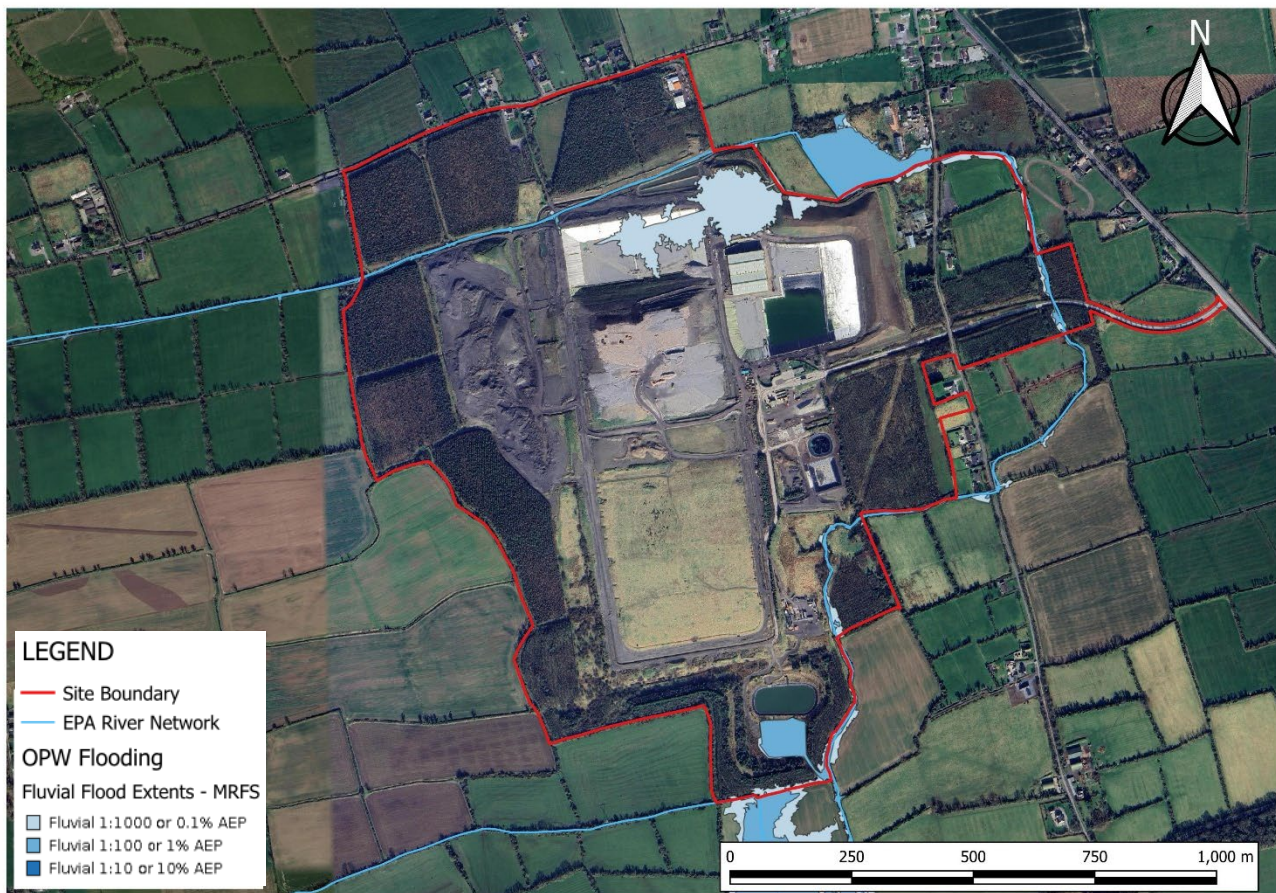 N
LEGEND
Site Boundary
EPA River Network
OPW Flooding
Fluvial Flood Extents - MRFS
Fluvial 1:1000 or 0.1% AEP
Fluvial 1:100 or 1% AEP
Fluvial 1:10 or 10% AEP
0 250 500 750 1,000 m